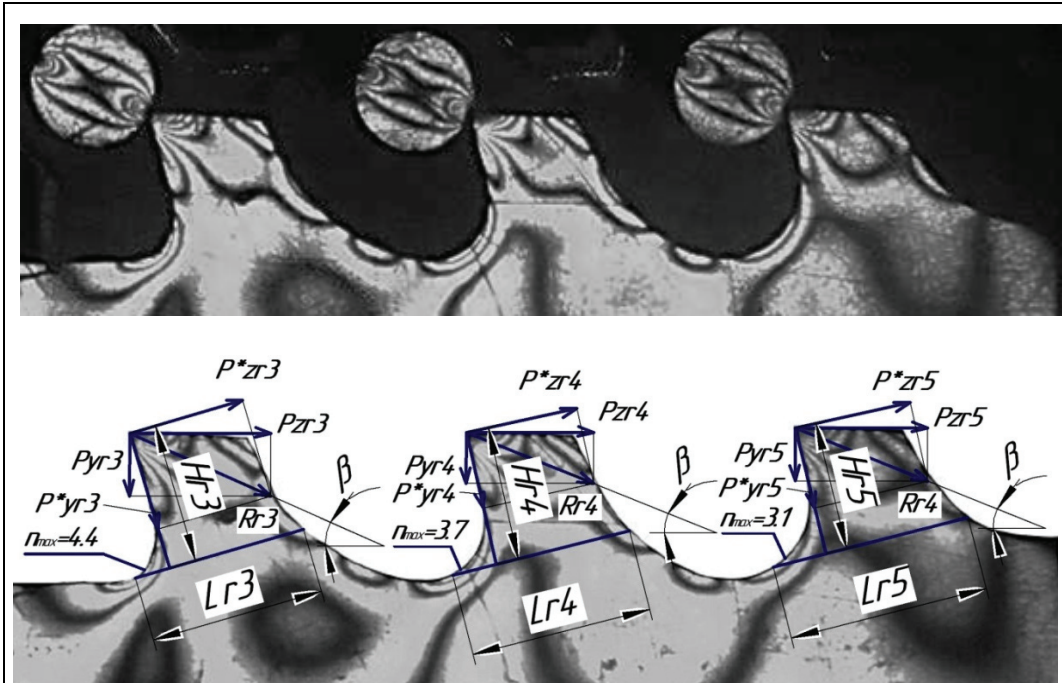 P*zr3
P*zr4
P*zr5
Pzr3
Pzr4
Pzr5
Pyr3
Hr3
β
Pyr4
Hr4
β
Pyr5
Hr5
β
P*yr3
Rr3
P*yr4
Rr4
P*yr5
Rr4
nmax=4.4
nmax=3.7
nmax=3.1
Lr3
Lr4
Lr5